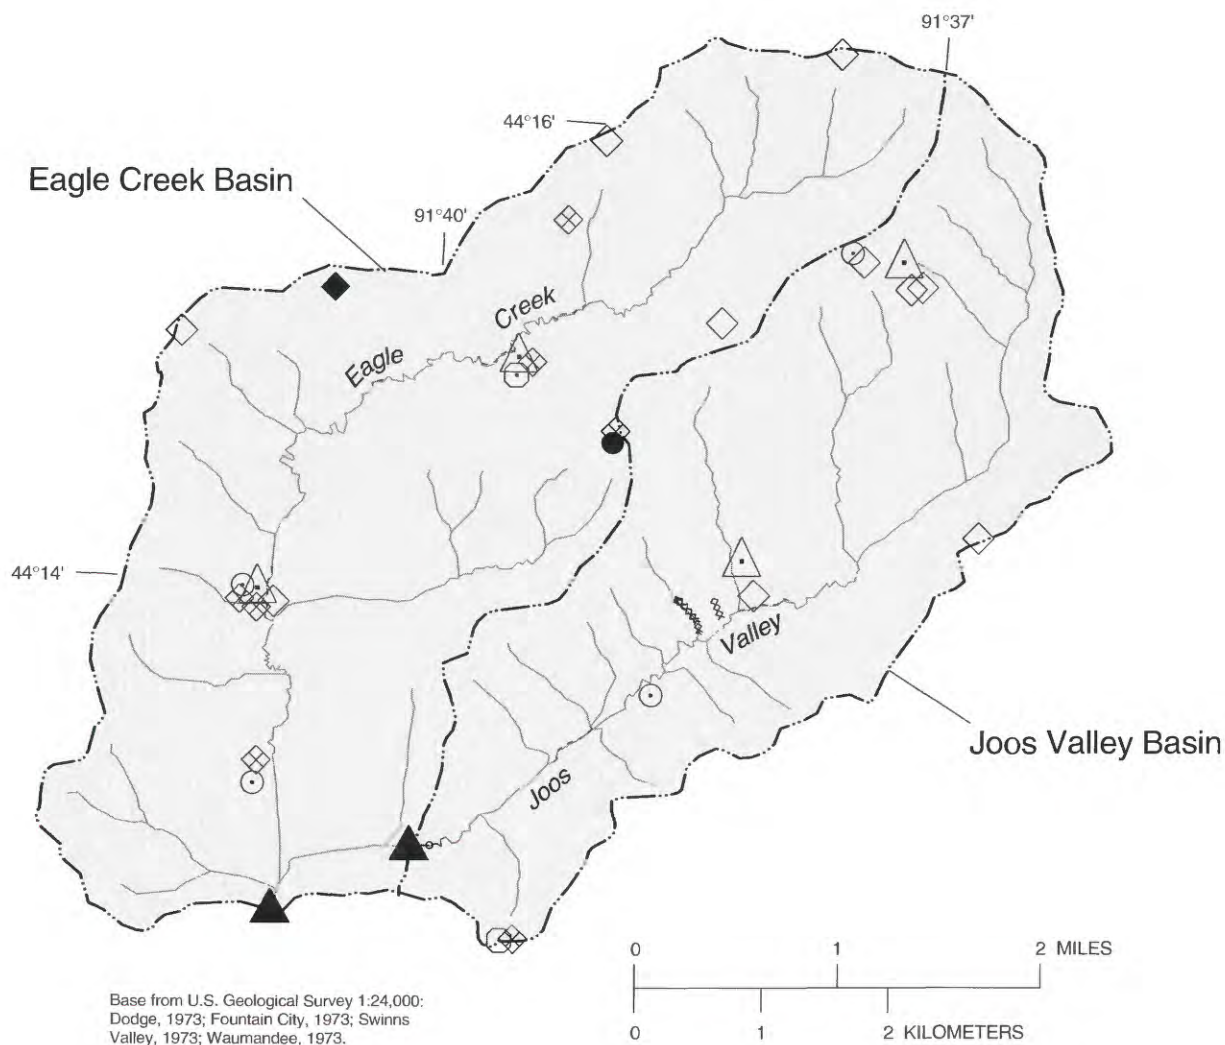 91°37'
44°16'
Eagle Creek Basin
91°40'
Creek
Eagle
44°14'
Valley
Joos Valley Basin
Joos
0 1 2 MILES
0 1 2 KILOMETERS
Base from U.S. Geological Survey 1:24,000:
Dodge, 1973; Fountain City, 1973; Swinns
Valley, 1973; Waumandee, 1973.